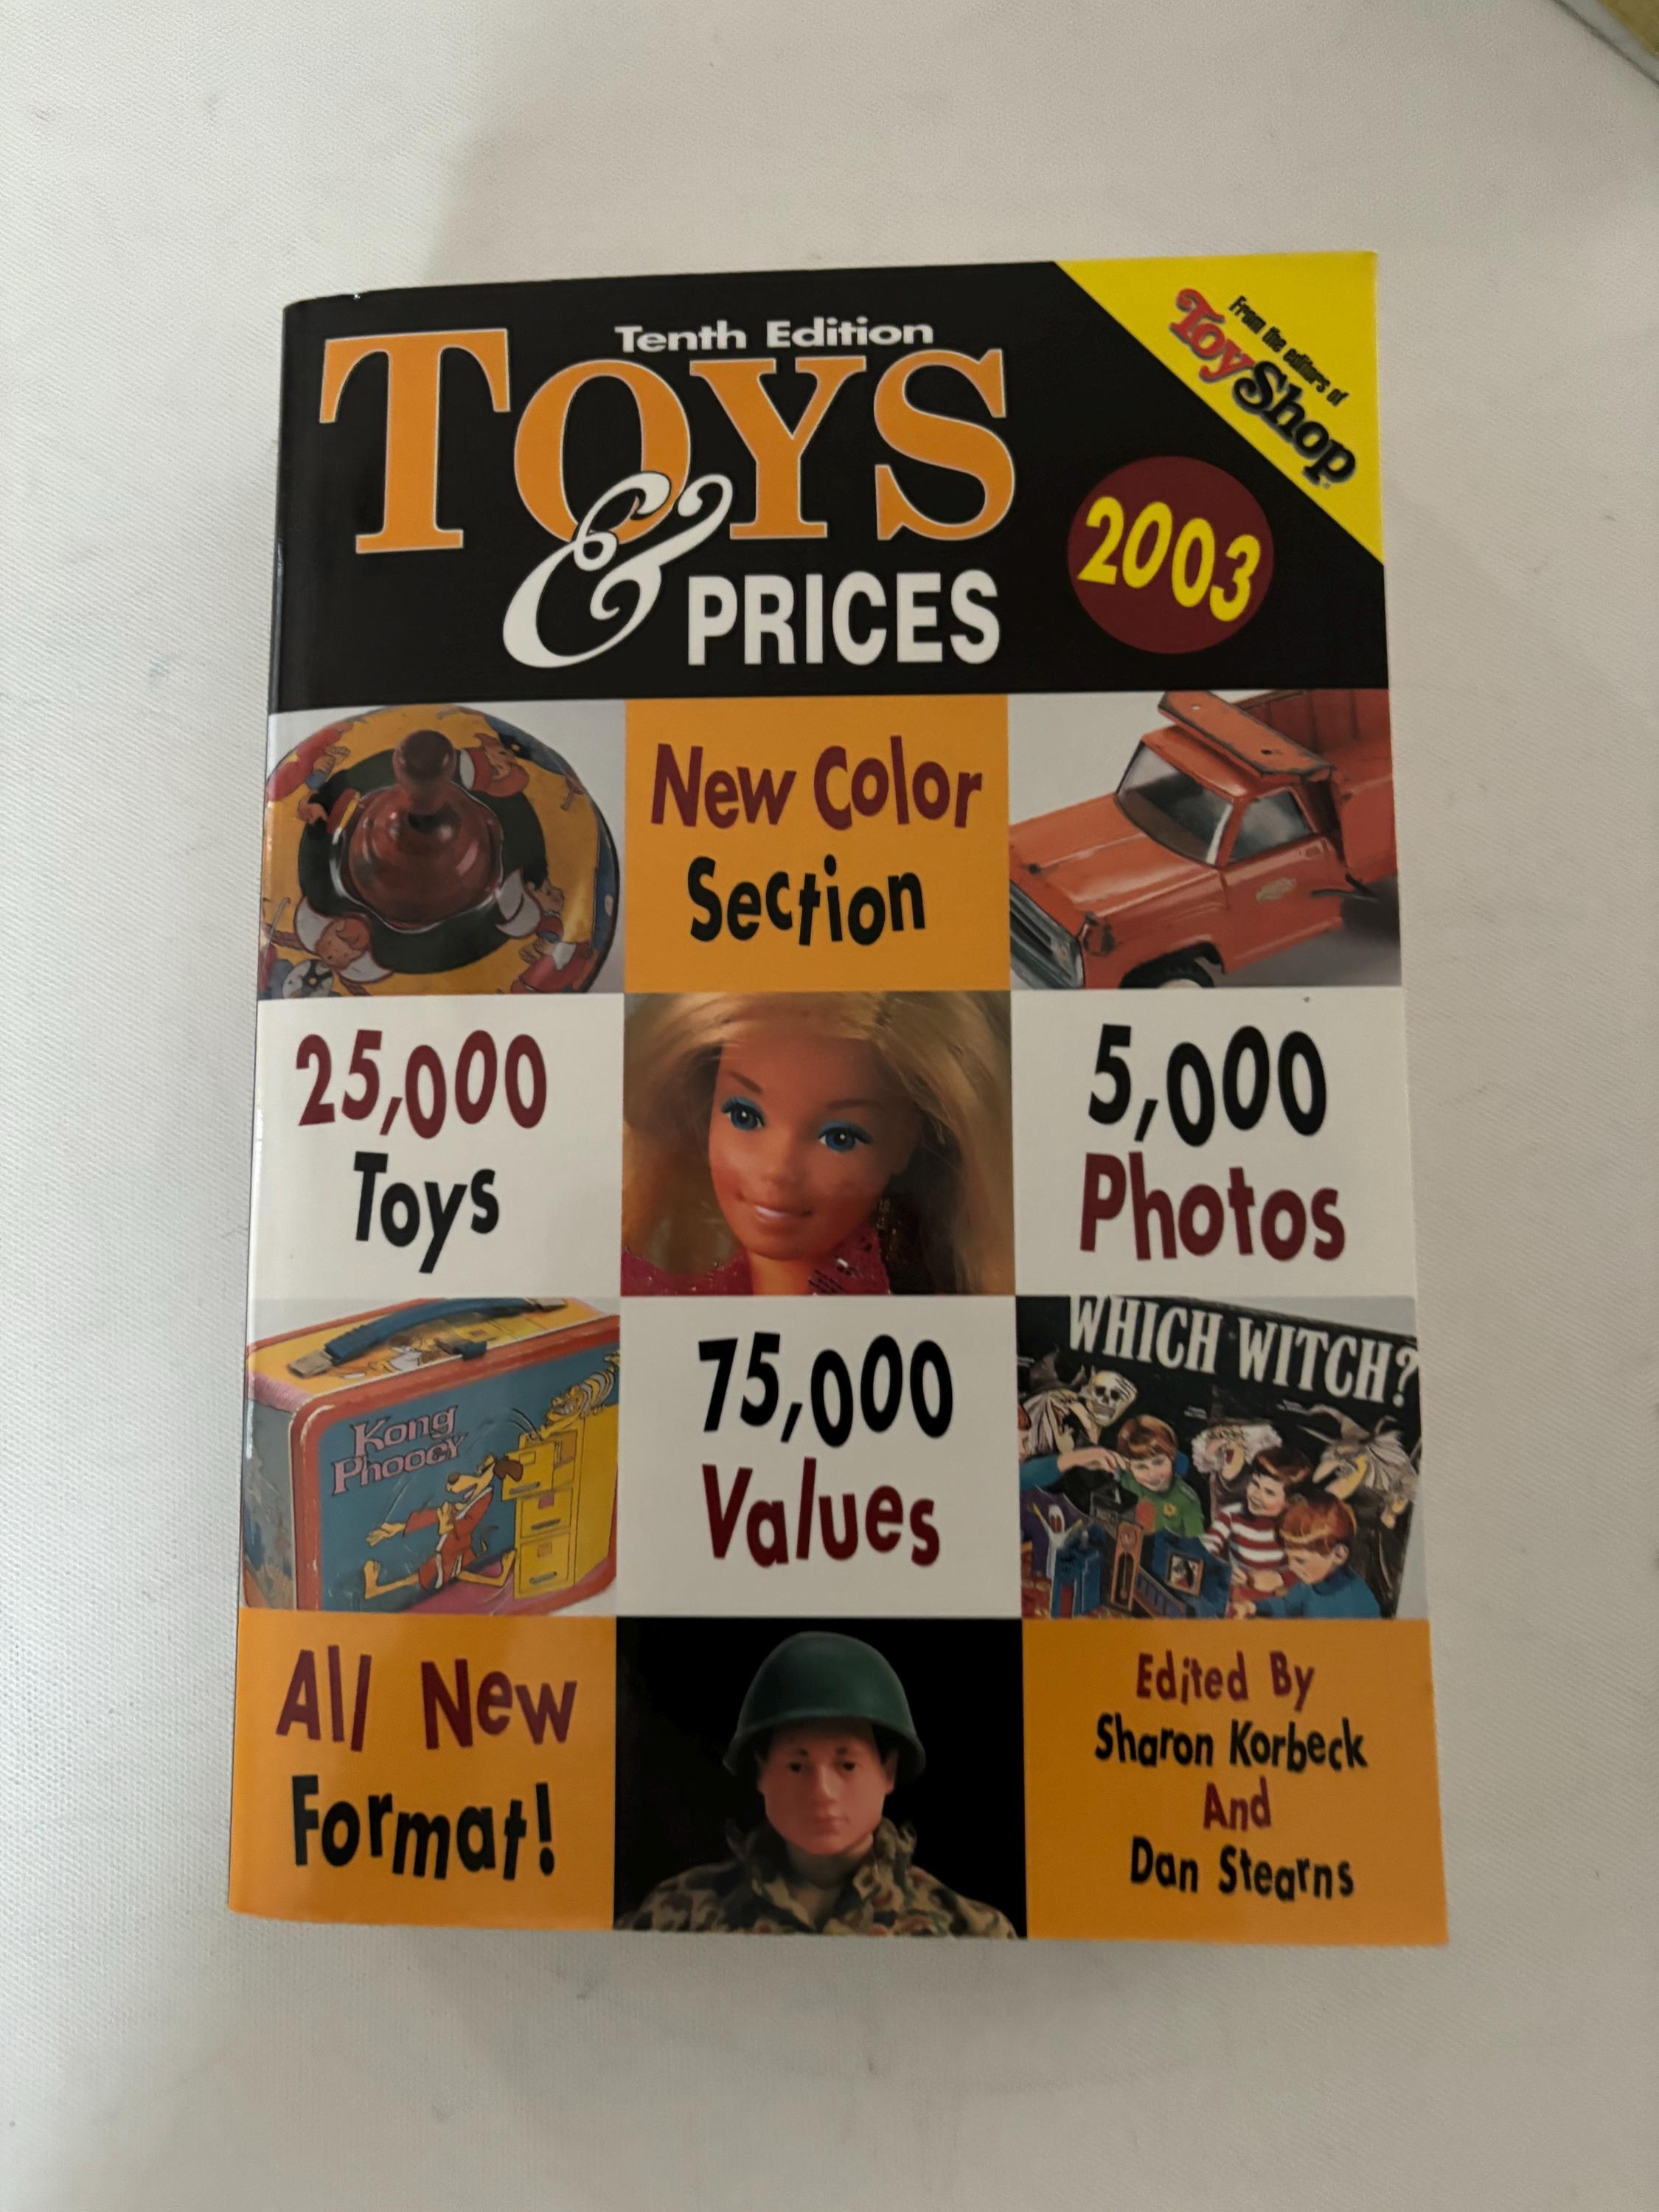 Tenth Edition
TOYS
& PRICES
From the editors of
Toy Shop
2003
New Color
Section
25,000
Toys
5,000
Photos
Hong Kong
Phooey
75,000
Values
WHICH WITCH?
All New
Format!
Edited By
Sharon Korbeck
And
Dan Stearns